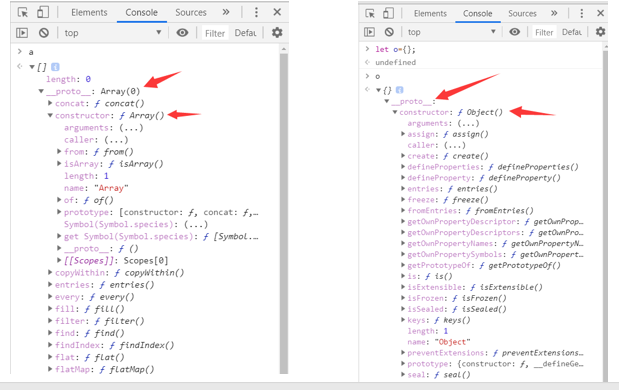 Elements Console Sources »
top Filter Defau
> a
[] i
length: 0
__proto__: Array(0)
concat: ƒ concat()
constructor: ƒ Array()
arguments: (...)
caller: (...)
from: ƒ from()
isArray: ƒ isArray()
length: 1
name: "Array"
of: ƒ of()
prototype: [constructor: ƒ, concat: ƒ,…
Symbol(Symbol.species): (...)
get Symbol(Symbol.species): ƒ [Symbol.…
__proto__: ƒ ()
[[Scopes]]: Scopes[0]
copyWithin: ƒ copyWithin()
entries: ƒ entries()
every: ƒ every()
fill: ƒ fill()
filter: ƒ filter()
find: ƒ find()
findIndex: ƒ findIndex()
flat: ƒ flat()
flatMap: ƒ flatMap()
Elements Console Sources »
top Filter Defau
> let o={};
undefined
> o
{} i
__proto__:
constructor: ƒ Object()
arguments: (...)
assign: ƒ assign()
caller: (...)
create: ƒ create()
defineProperties: ƒ defineProperties()
defineProperty: ƒ defineProperty()
entries: ƒ entries()
freeze: ƒ freeze()
fromEntries: ƒ fromEntries()
getOwnPropertyDescriptor: ƒ getOwnProp…
getOwnPropertyDescriptors: ƒ getOwnPro…
getOwnPropertyNames: ƒ getOwnPropertyN…
getOwnPropertySymbols: ƒ getOwnPropert…
getPrototypeOf: ƒ getPrototypeOf()
is: ƒ is()
isExtensible: ƒ isExtensible()
isFrozen: ƒ isFrozen()
isSealed: ƒ isSealed()
keys: ƒ keys()
length: 1
name: "Object"
preventExtensions: ƒ preventExtensions…
prototype: {constructor: ƒ, __defineGe…
seal: ƒ seal()